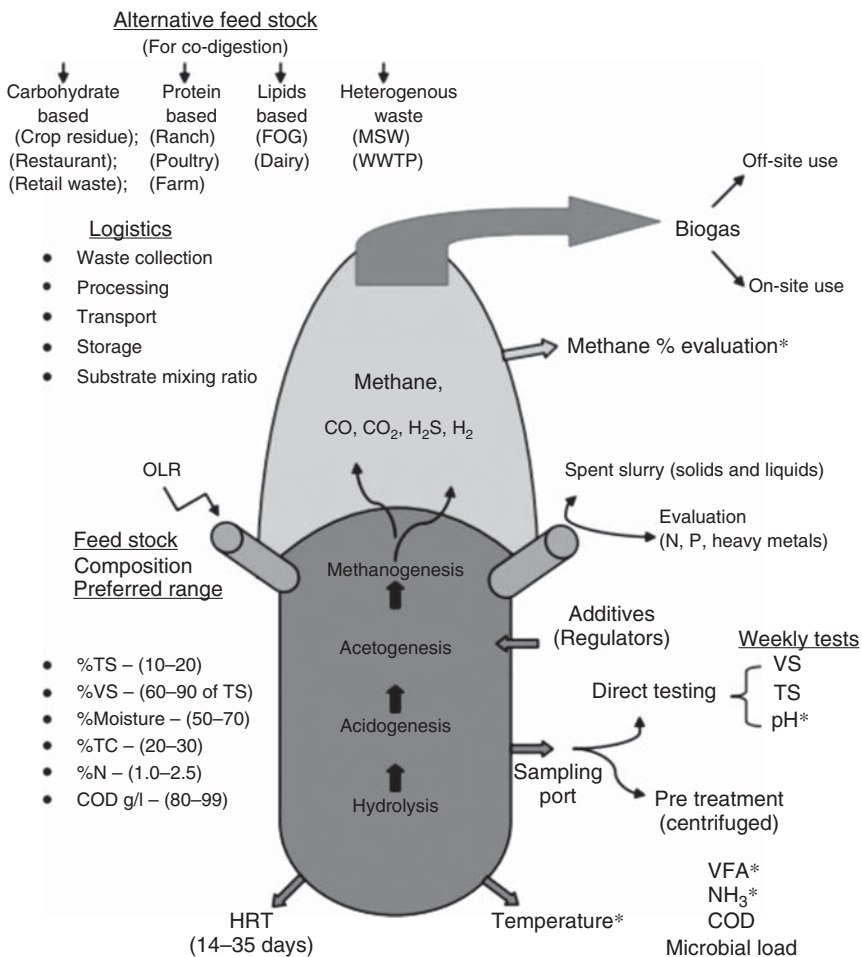 Alternative feed stock
(For co-digestion)
Carbohydrate
based
(Crop residue);
(Restaurant);
(Retail waste);
Protein
based
(Ranch)
(Poultry)
(Farm)
Lipids
based
(FOG)
(Dairy)
Heterogenous
waste
(MSW)
(WWTP)
Logistics
• Waste collection
• Processing
• Transport
• Storage
• Substrate mixing ratio
Off-site use
Biogas
On-site use
Methane % evaluation*
Methane,
CO, CO₂, H₂S, H₂
OLR
Spent slurry (solids and liquids)
Evaluation
(N, P, heavy metals)
Feed stock
Composition
Preferred range
• %TS – (10–20)
• %VS – (60–90 of TS)
• %Moisture – (50–70)
• %TC – (20–30)
• %N – (1.0–2.5)
• COD g/l – (80–99)
Methanogenesis
Acetogenesis
Acidogenesis
Hydrolysis
Additives
(Regulators)
Weekly tests
VS
TS
pH*
Direct testing
Sampling
port
Pre treatment
(centrifuged)
VFA*
NH₃*
COD
Microbial load
HRT
(14–35 days)
Temperature*